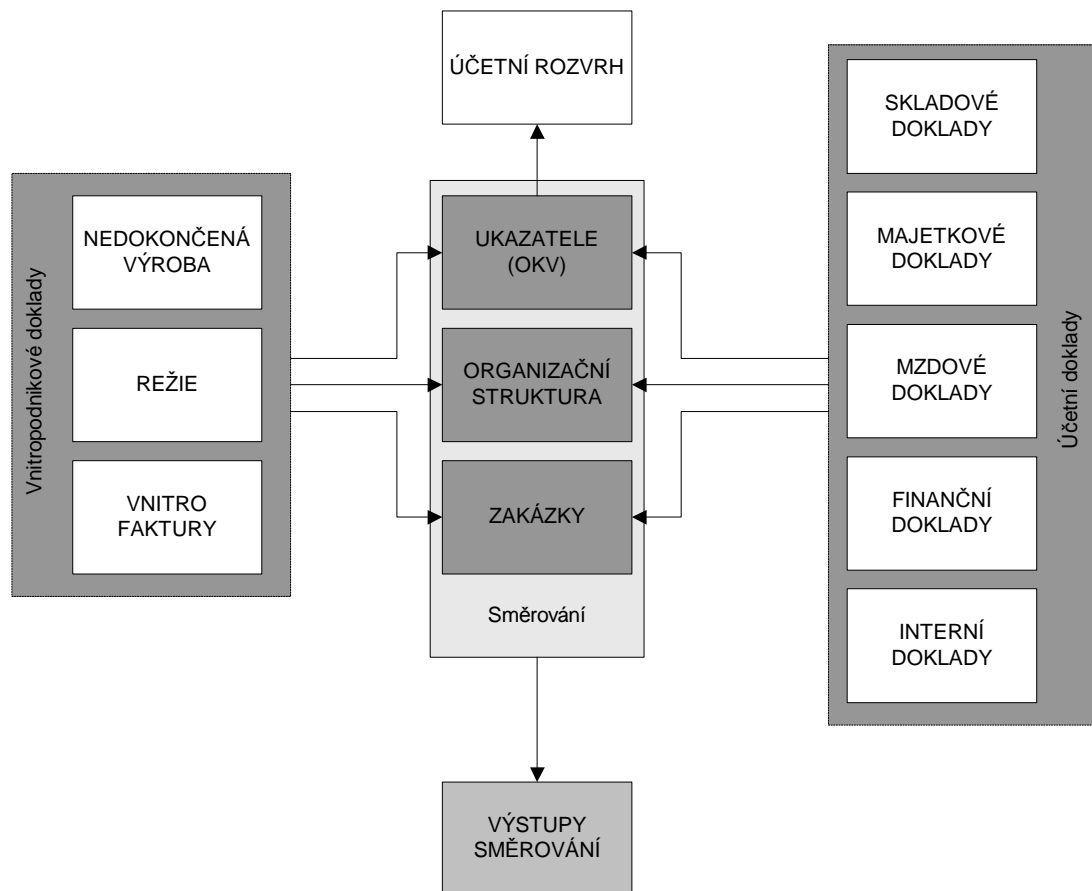 ÚČETNÍ ROZVRH
Vnitropodnikové doklady
NEDOKONČENÁ
VÝROBA
REŽIE
VNITRO
FAKTURY
UKAZATELE
(OKV)
ORGANIZAČNÍ
STRUKTURA
ZAKÁZKY
Směrování
SKLADOVÉ
DOKLADY
MAJETKOVÉ
DOKLADY
MZDOVÉ
DOKLADY
FINANČNÍ
DOKLADY
INTERNÍ
DOKLADY
Účetní doklady
VÝSTUPY
SMĚROVÁNÍ